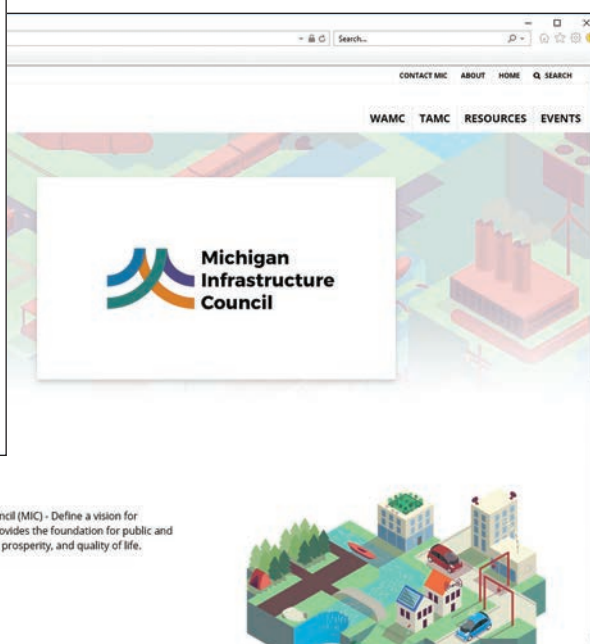 Search...
CONTACT MIC ABOUT HOME SEARCH
WAMC TAMC RESOURCES EVENTS
Michigan
Infrastructure
Council
ncil (MIC) - Define a vision for
ovides the foundation for public and
prosperity, and quality of life.